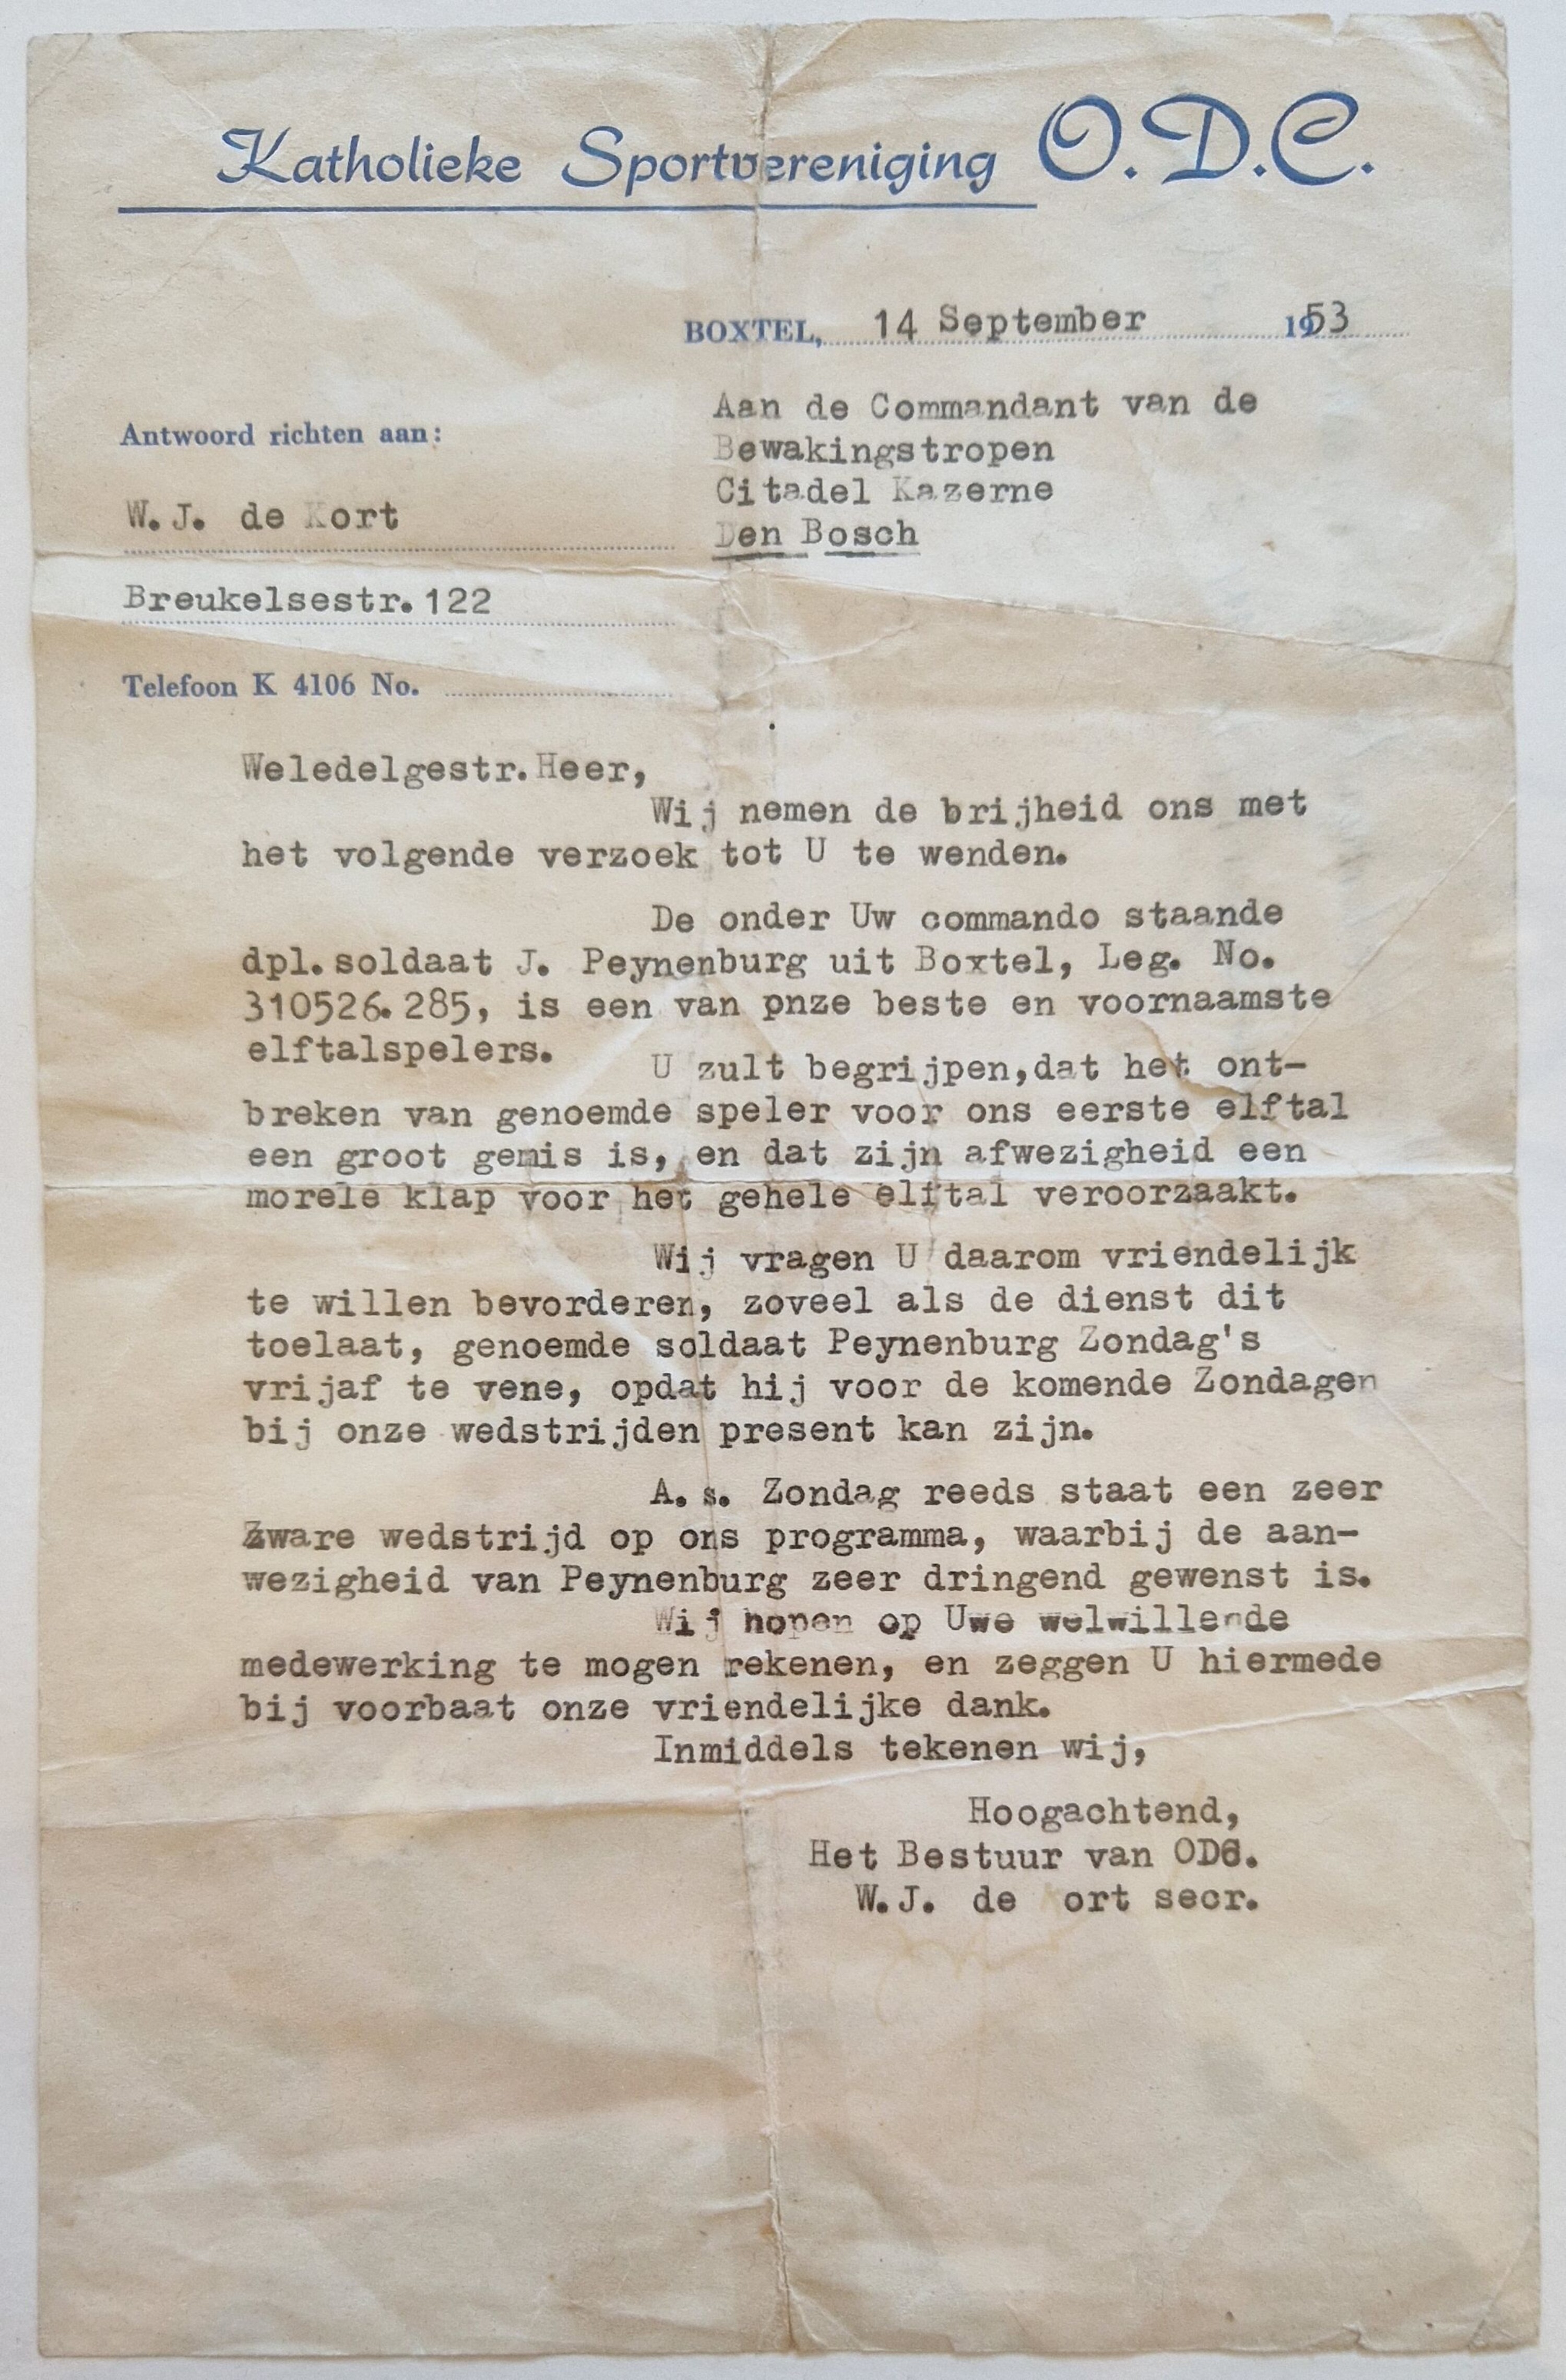 Katholieke Sportvereniging O.D.C.
BOXTEL, 14 September 1953
Aan de Commandant van de
Bewakingstropen
Citadel Kazerne
Den Bosch
Antwoord richten aan:
W.J. de Kort
Breukelsestr.122
Telefoon K 4106 No.
Weledelgestr.Heer,
Wij nemen de brijheid ons met
het volgende verzoek tot U te wenden.
De onder Uw commando staande
dpl.soldaat J. Peynenburg uit Boxtel, Leg. No.
310526.285, is een van pnze beste en voornaamste
elftalspelers.
U zult begrijpen,dat het ont-
breken van genoemde speler voor ons eerste elftal
een groot gemis is, en dat zijn afwezigheid een
morele klap voor het gehele elftal veroorzaakt.
Wij vragen U daarom vriendelijk
te willen bevorderen, zoveel als de dienst dit
toelaat, genoemde soldaat Peynenburg Zondag's
vrijaf te vene, opdat hij voor de komende Zondagen
bij onze wedstrijden present kan zijn.
A.s. Zondag reeds staat een zeer
zware wedstrijd op ons programma, waarbij de aan-
wezigheid van Peynenburg zeer dringend gewenst is.
Wij hopen op Uwe welwillende
medewerking te mogen rekenen, en zeggen U hiermede
bij voorbaat onze vriendelijke dank.
Inmiddels tekenen wij,
Hoogachtend,
Het Bestuur van ODC.
W.J. de ort secr.